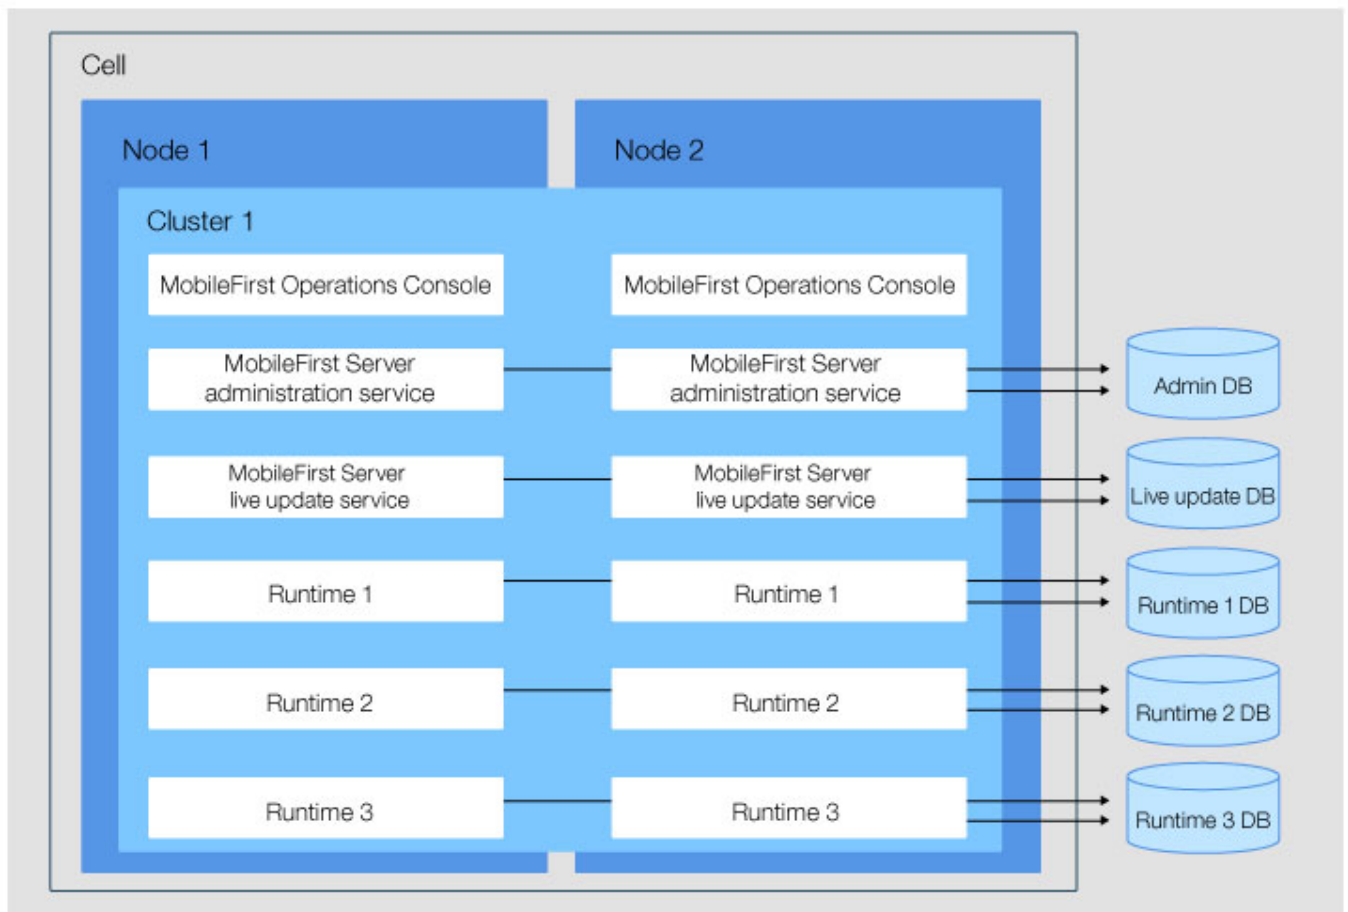 Cell
Node 1
Node 2
Cluster 1
MobileFirst Operations Console
MobileFirst Operations Console
MobileFirst Server
administration service
MobileFirst Server
administration service
Admin DB
MobileFirst Server
live update service
MobileFirst Server
live update service
Live update DB
Runtime 1
Runtime 1
Runtime 1 DB
Runtime 2
Runtime 2
Runtime 2 DB
Runtime 3
Runtime 3
Runtime 3 DB